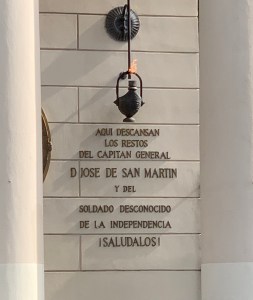 AQUI DESCANSAN
LOS RESTOS
DEL CAPITAN GENERAL
D JOSE DE SAN MARTIN
Y DEL
SOLDADO DESCONOCIDO
DE LA INDEPENDENCIA
¡SALUDALOS!